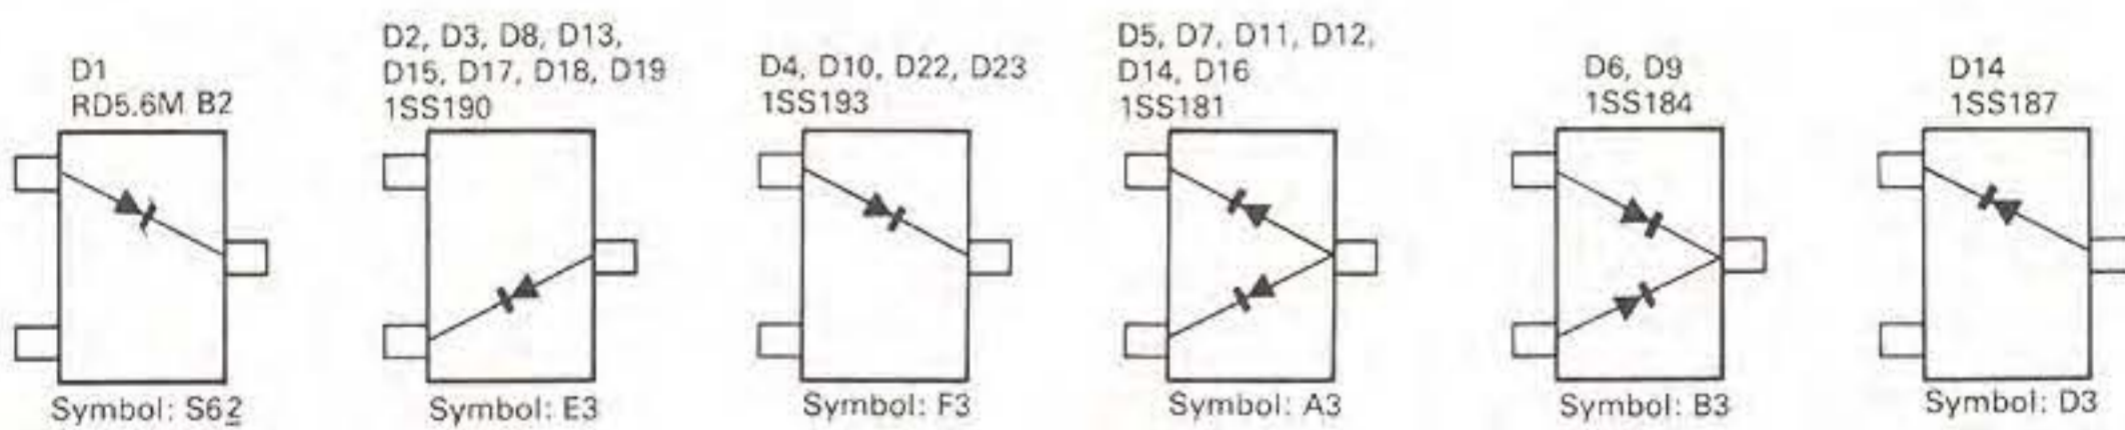 D1
RD5.6M B2
Symbol: S62
D2, D3, D8, D13,
D15, D17, D18, D19
1SS190
Symbol: E3
D4, D10, D22, D23
1SS193
Symbol: F3
D5, D7, D11, D12,
D14, D16
1SS181
Symbol: A3
D6, D9
1SS184
Symbol: B3
D14
1SS187
Symbol: D3